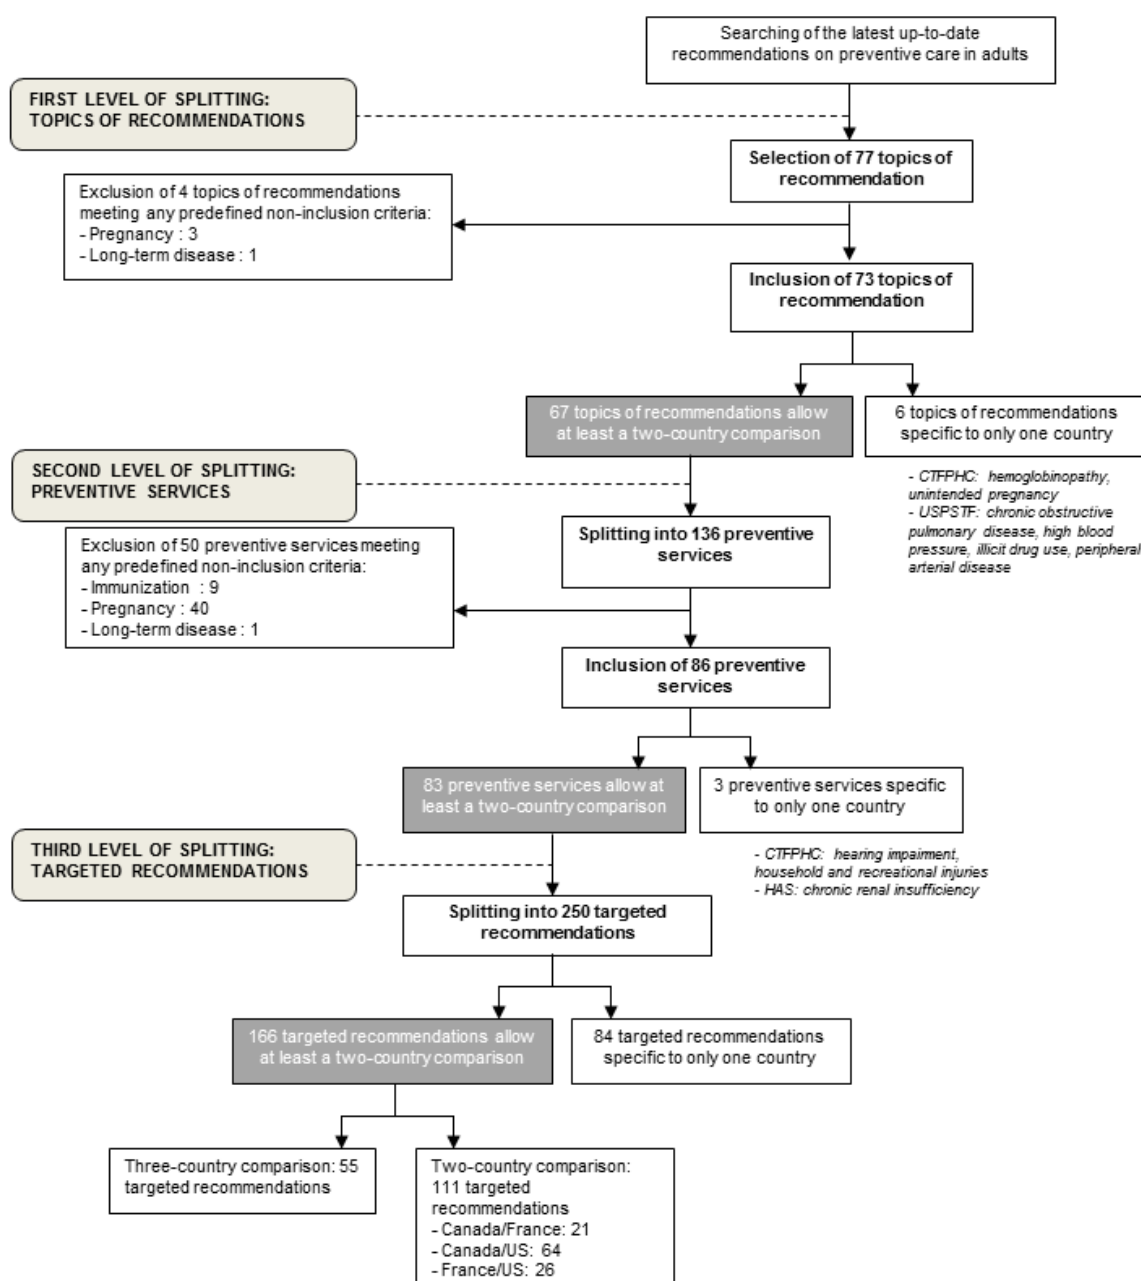 Searching of the latest up-to-date
recommendations on preventive care in adults
FIRST LEVEL OF SPLITTING:
TOPICS OF RECOMMENDATIONS
Selection of 77 topics of
recommendation
Exclusion of 4 topics of recommendations
meeting any predefined non-inclusion criteria:
- Pregnancy : 3
- Long-term disease : 1
Inclusion of 73 topics of
recommendation
67 topics of recommendations allow
at least a two-country comparison
6 topics of recommendations
specific to only one country
SECOND LEVEL OF SPLITTING:
PREVENTIVE SERVICES
- CTFPHC: hemoglobinopathy,
unintended pregnancy
- USPSTF: chronic obstructive
pulmonary disease, high blood
pressure, illicit drug use, peripheral
arterial disease
Splitting into 136 preventive
services
Exclusion of 50 preventive services meeting
any predefined non-inclusion criteria:
- Immunization : 9
- Pregnancy : 40
- Long-term disease : 1
Inclusion of 86 preventive
services
83 preventive services allow at
least a two-country comparison
3 preventive services specific
to only one country
THIRD LEVEL OF SPLITTING:
TARGETED RECOMMENDATIONS
- CTFPHC: hearing impairment,
household and recreational injuries
- HAS: chronic renal insufficiency
Splitting into 250 targeted
recommendations
166 targeted recommendations allow
at least a two-country comparison
84 targeted recommendations
specific to only one country
Three-country comparison: 55
targeted recommendations
Two-country comparison:
111 targeted
recommendations
- Canada/France: 21
- Canada/US: 64
- France/US: 26